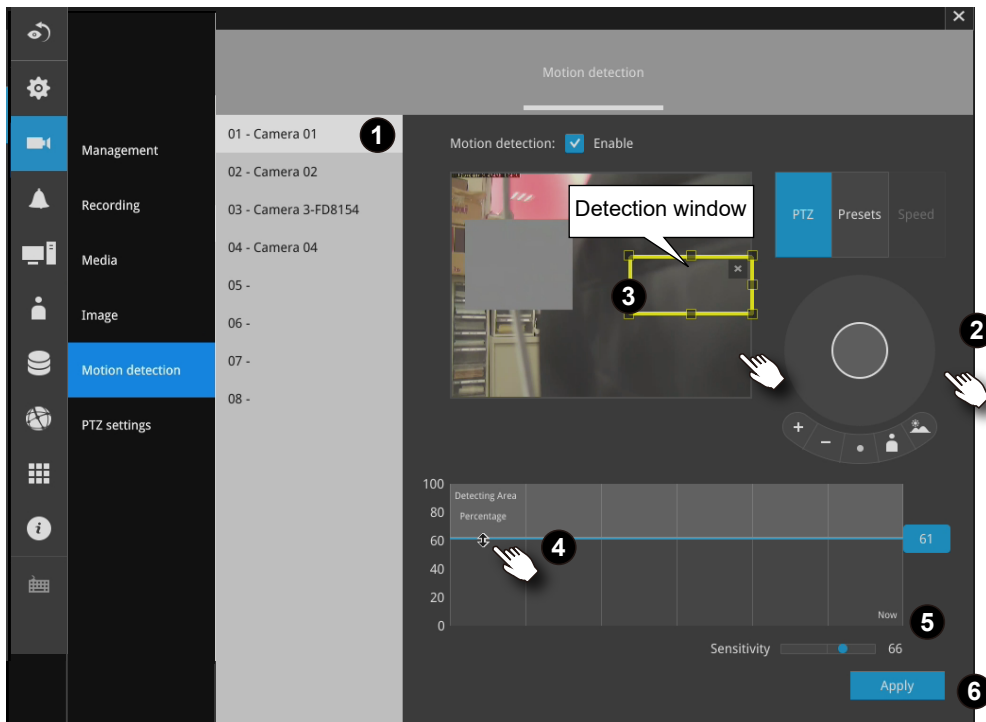 Motion detection
Management
Recording
Media
Image
Motion detection
PTZ settings
01 - Camera 01
1
02 - Camera 02
03 - Camera 3-FD8154
04 - Camera 04
05 -
06 -
07 -
08 -
Motion detection: Enable
Detection window
3
PTZ Presets Speed
2
100
80
60
40
20
0
Detecting Area
Percentage
4
61
Now
5
Sensitivity 66
Apply
6